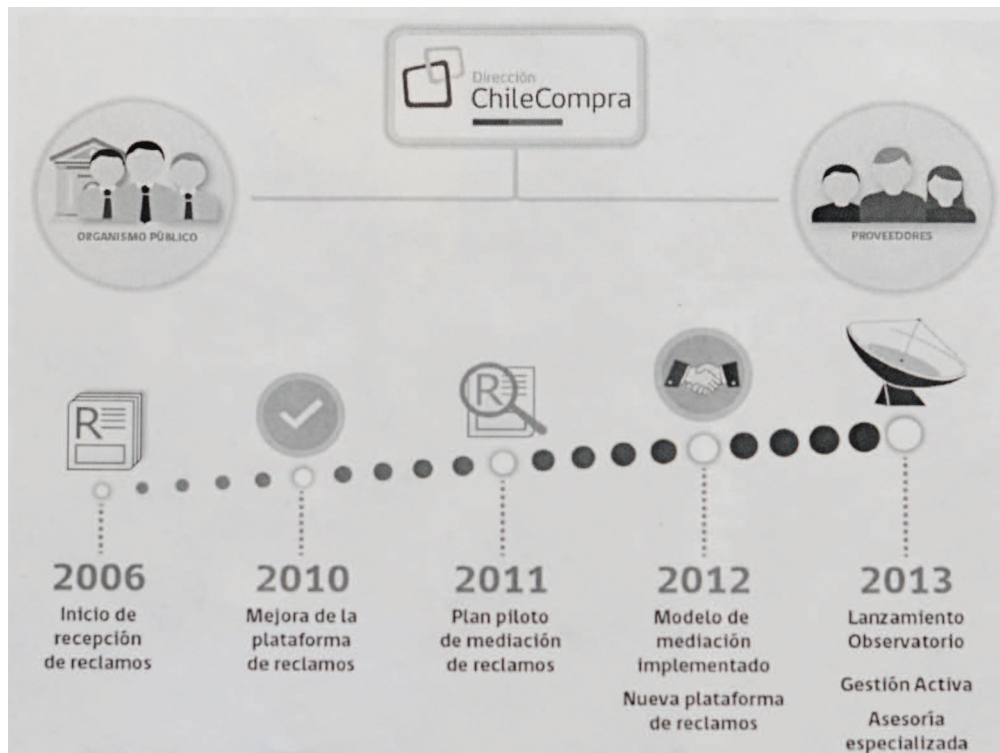 Dirección
ChileCompra
ORGANISMO PÚBLICO
PROVEEDORES
R
R
2006
Inicio de
recepción
de reclamos
2010
Mejora de la
plataforma
de reclamos
2011
Plan piloto
de mediación
de reclamos
2012
Modelo de
mediación
implementado
Nueva plataforma
de reclamos
2013
Lanzamiento
Observatorio
Gestión Activa
Asesoría
especializada